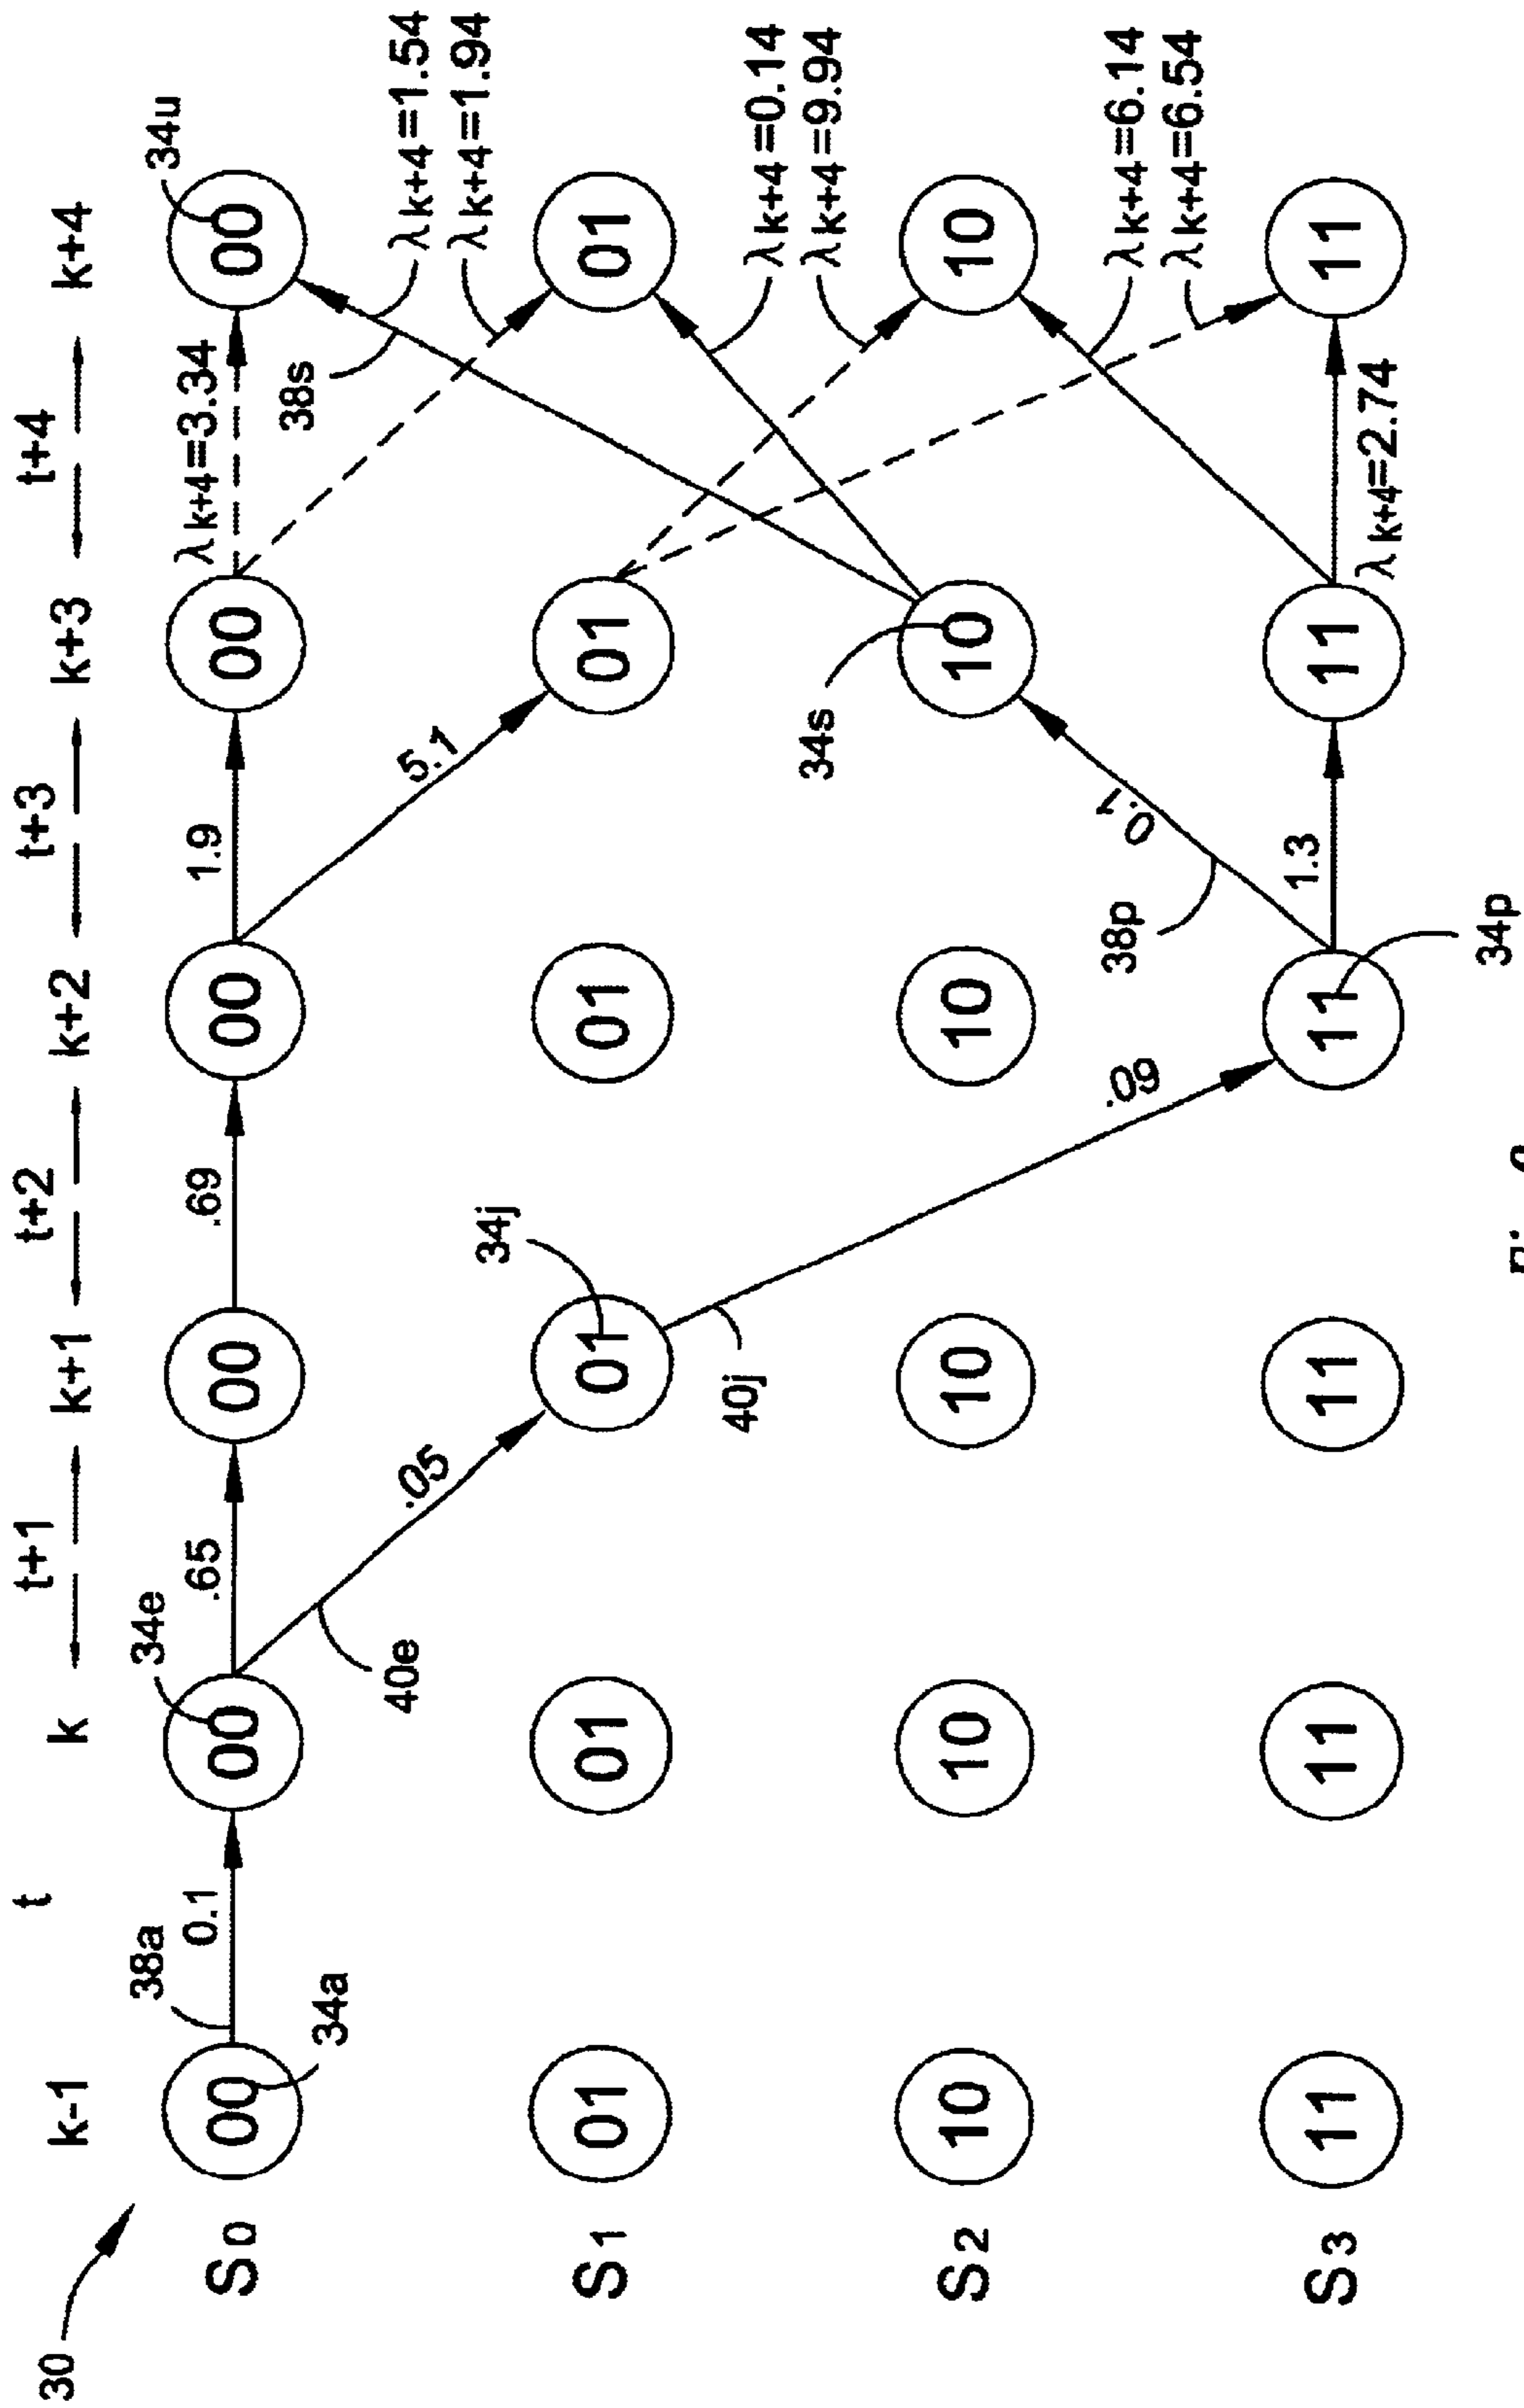 30
t
t+1
t+2
t+3
t+4
k-1
k
k+1
k+2
k+3
k+4
38a
34e
34u
S0
00
0.1
00
.65
00
.69
00
1.9
00
λk+4=3.34
00
34a
40e
38s
λk+4=1.54
λk+4=1.94
.05
34j
5.1
S1
01
01
01
01
01
01
40j
34s
λk+4=0.14
λk+4=9.94
S2
10
10
10
10
10
10
.09
38p
0.1
λk+4=6.14
λk+4=6.54
1.3
S3
11
11
11
11
11
11
λk+4=2.74
34p